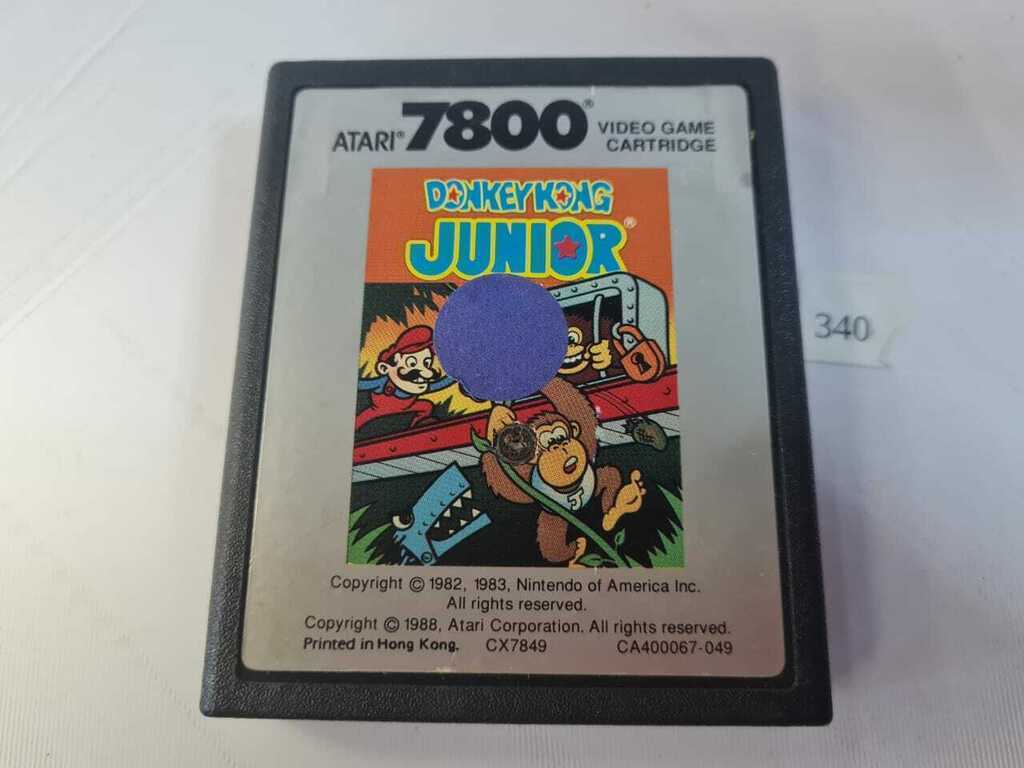 ATARI® 7800® VIDEO GAME
CARTRIDGE
DONKEY KONG
JUNIOR®
340
J
Copyright © 1982, 1983, Nintendo of America Inc.
All rights reserved.
Copyright © 1988, Atari Corporation. All rights reserved.
Printed in Hong Kong. CX7849 CA400067-049